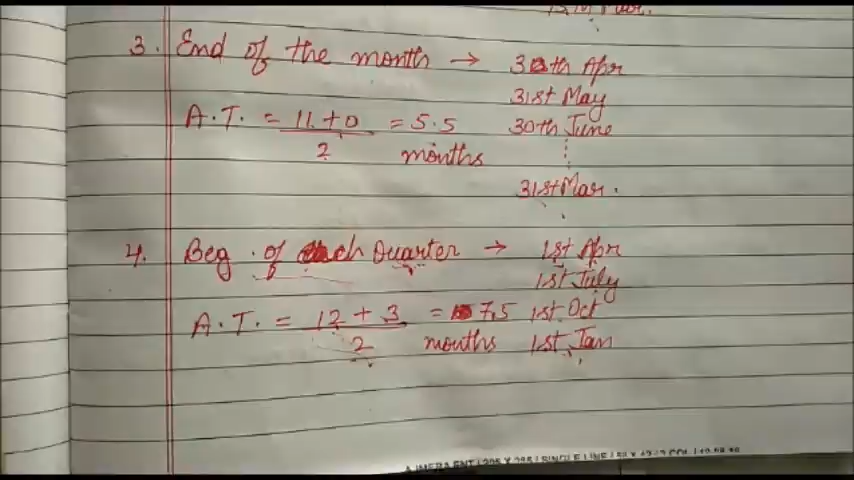 3. End of the month → 30th Apr
31st May
A.T. = 11+0 / 2 = 5.5 months
30th June
31st Mar.
4. Beg. of each Quarter → 1st Apr
1st July
A.T. = 12 + 3 / 2 = 7.5 months
1st Oct
1st Jan